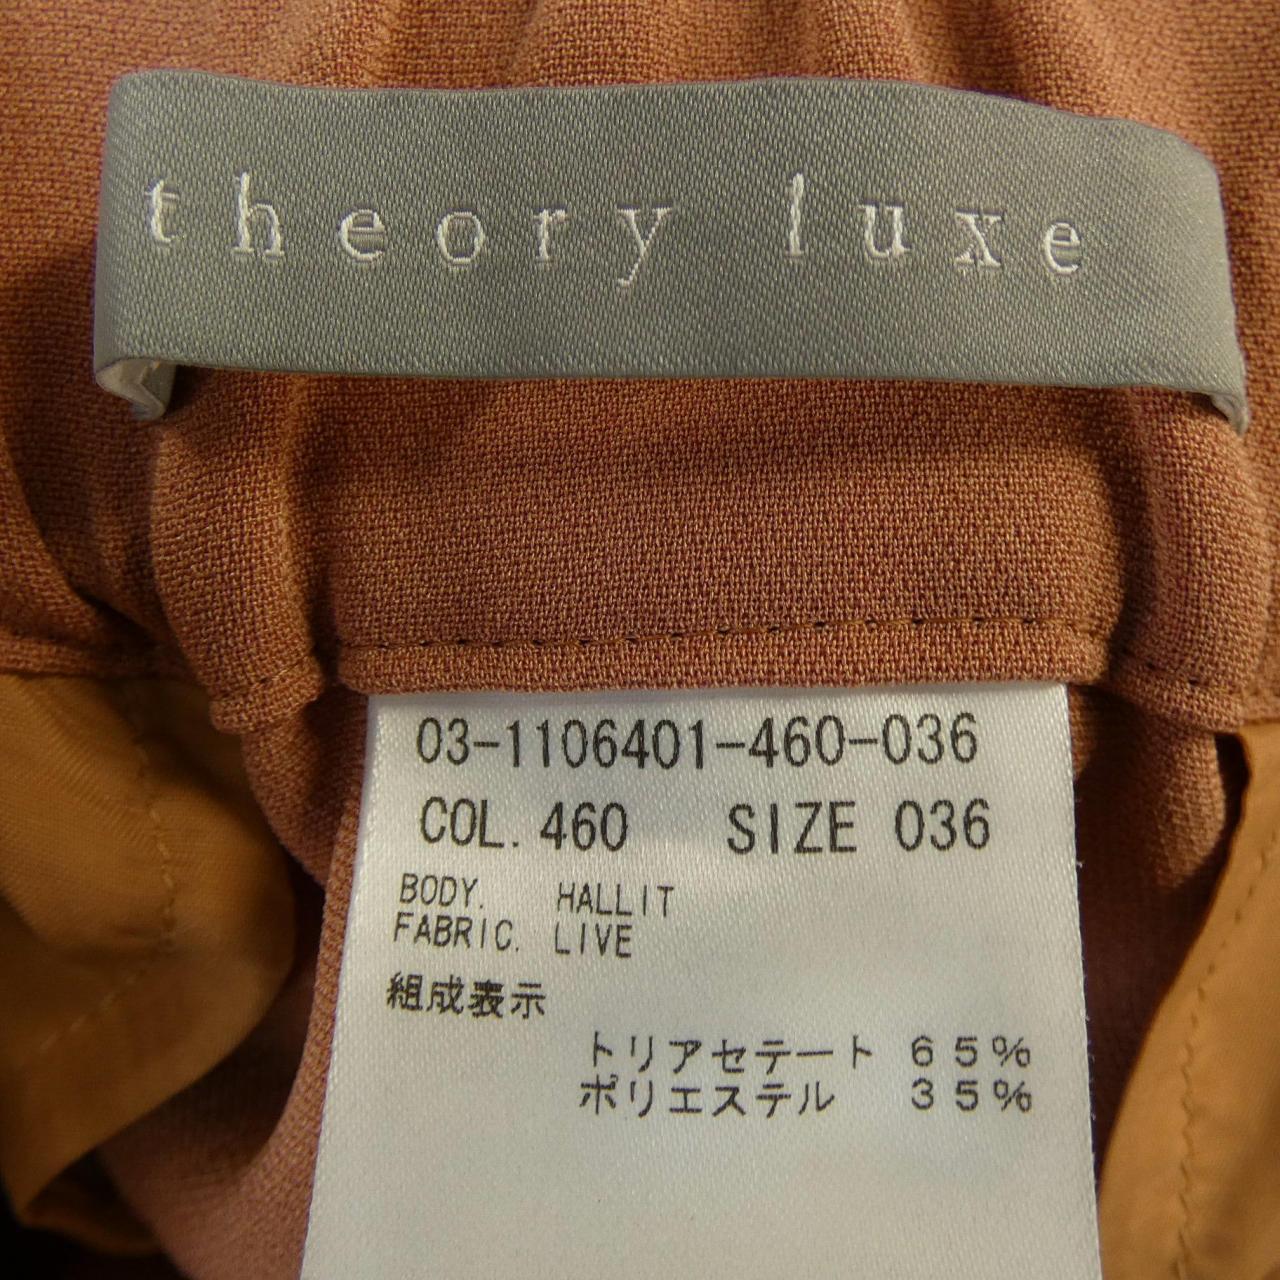 theory luxe
03-1106401-460-036
COL. 460 SIZE 036
BODY. HALLIT
FABRIC. LIVE
組成表示
トリアセテート 65%
ポリエステル 35%